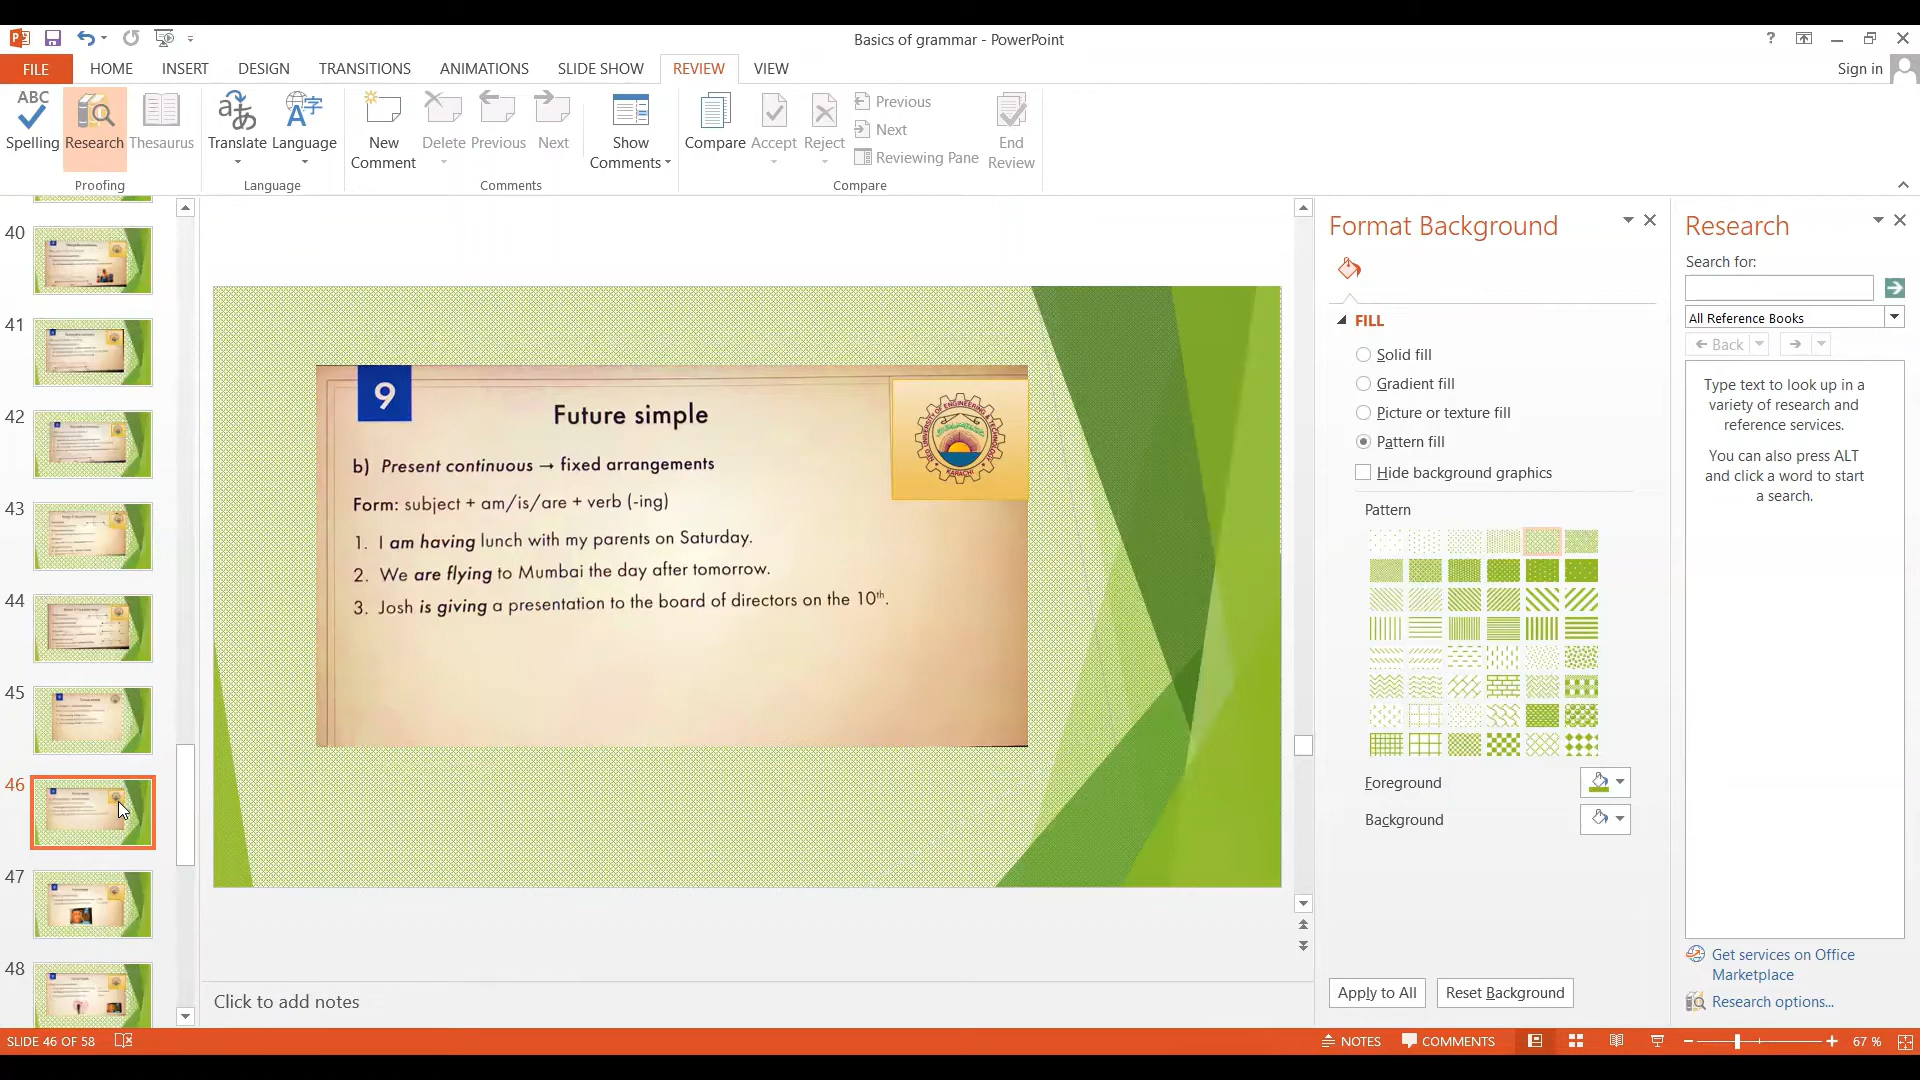 Basics of grammar - PowerPoint
?
FILE HOME INSERT DESIGN TRANSITIONS ANIMATIONS SLIDE SHOW REVIEW VIEW Sign in
ABC
Spelling Research Thesaurus
Proofing
Translate Language
Language
New Comment Delete Previous Next Show Comments
Comments
Compare Accept Reject
Previous
Next
Reviewing Pane
End Review
Compare
40
41
42
43
44
45
46
47
48
9
Future simple
NED UNIVERSITY OF ENGINEERING & TECHNOLOGY
KARACHI
b) Present continuous → fixed arrangements
Form: subject + am/is/are + verb (-ing)
1. I am having lunch with my parents on Saturday.
2. We are flying to Mumbai the day after tomorrow.
3. Josh is giving a presentation to the board of directors on the 10th.
Click to add notes
Format Background
FILL
Solid fill
Gradient fill
Picture or texture fill
Pattern fill
Hide background graphics
Pattern
Foreground
Background
Apply to All Reset Background
Research
Search for:
All Reference Books
Back
Type text to look up in a
variety of research and
reference services.
You can also press ALT
and click a word to start
a search.
Get services on Office
Marketplace
Research options...
SLIDE 46 OF 58
NOTES COMMENTS 67 %